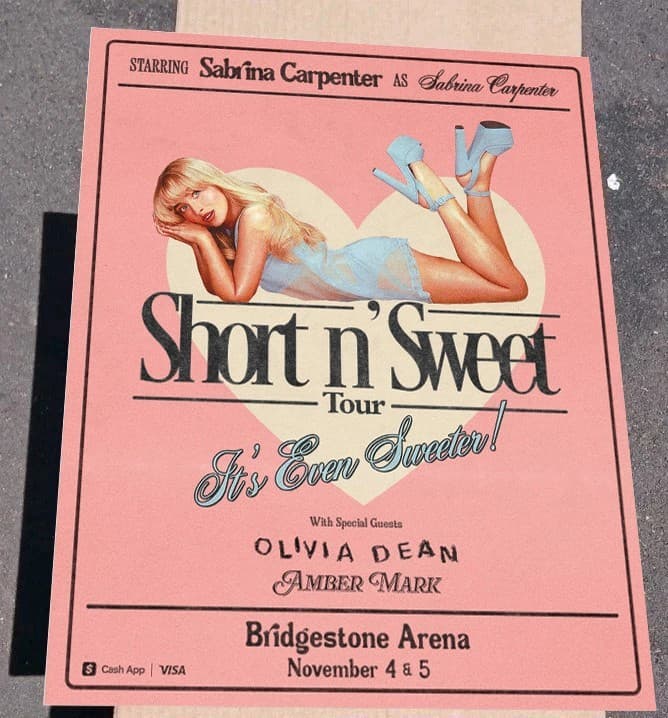 STARRING Sabrina Carpenter AS Sabrina Carpenter
Short n' Sweet
Tour
It's Even Sweeter!
With Special Guests
OLIVIA DEAN
AMBER MARK
Bridgestone Arena
November 4 & 5
$ Cash App | VISA